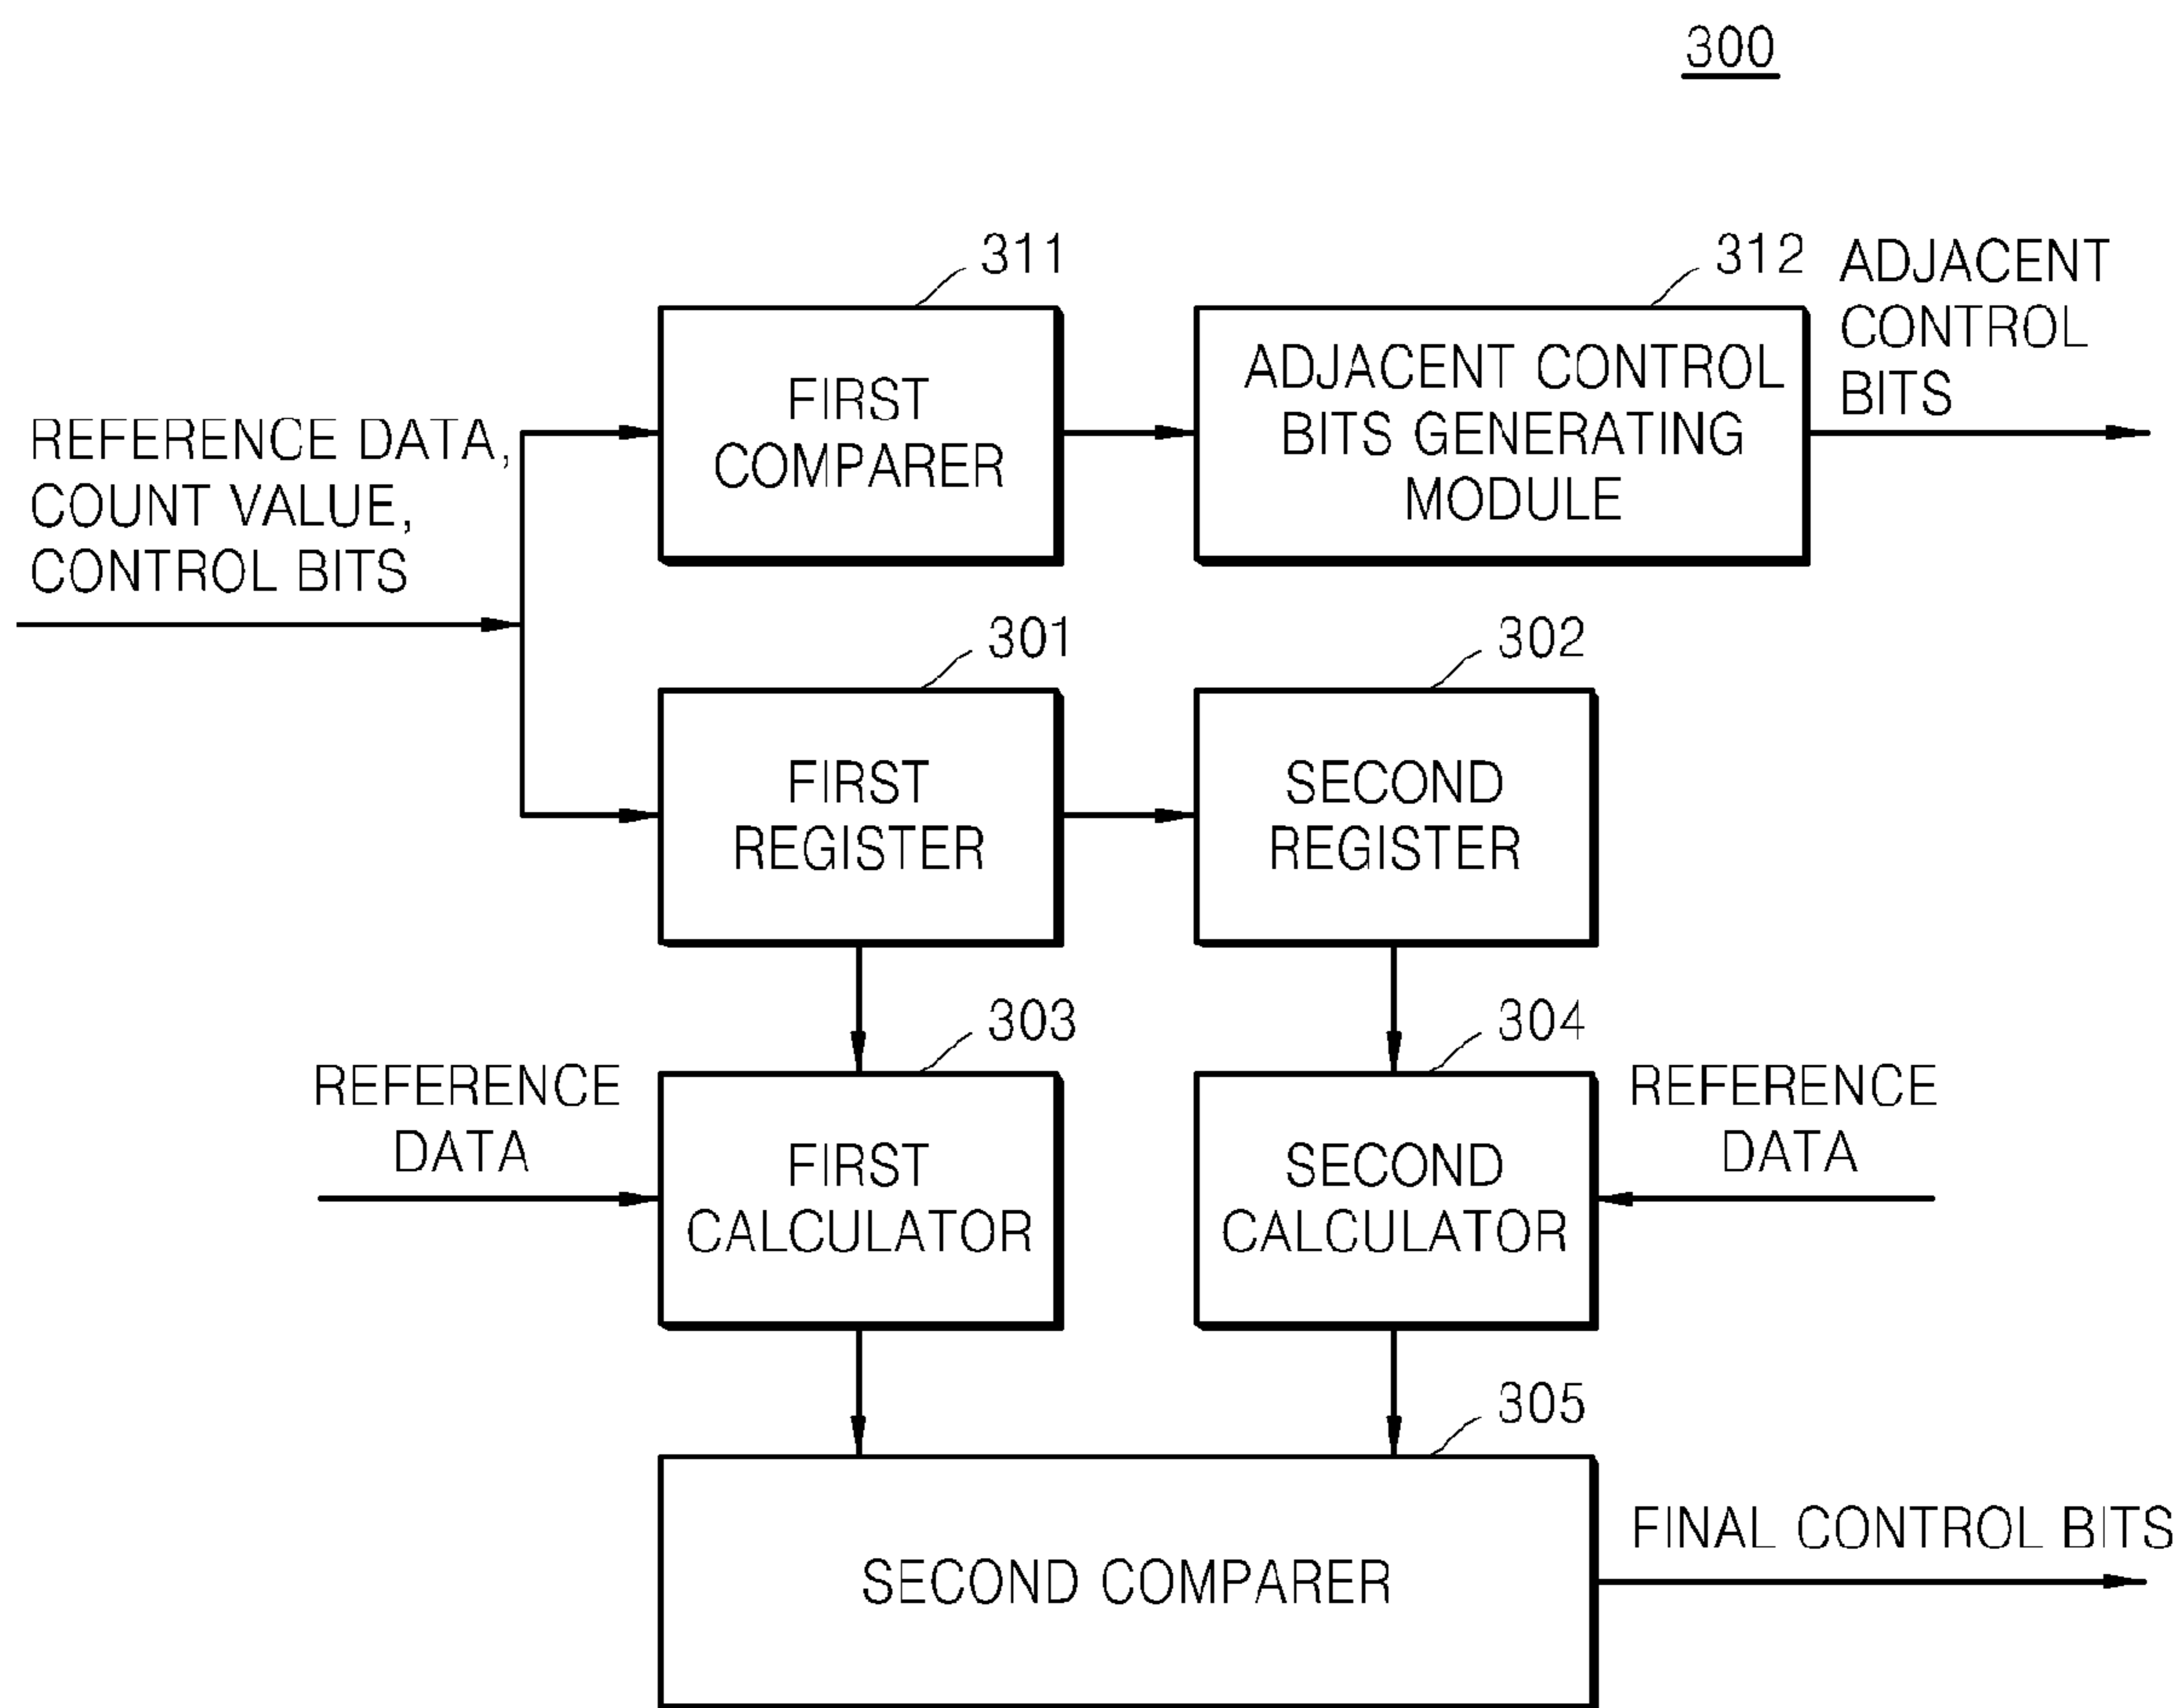 300
311
312
ADJACENT
CONTROL
BITS
FIRST
COMPARER
ADJACENT CONTROL
BITS GENERATING
MODULE
REFERENCE DATA,
COUNT VALUE,
CONTROL BITS
301
302
FIRST
REGISTER
SECOND
REGISTER
303
304
REFERENCE
DATA
FIRST
CALCULATOR
SECOND
CALCULATOR
REFERENCE
DATA
305
SECOND COMPARER
FINAL CONTROL BITS